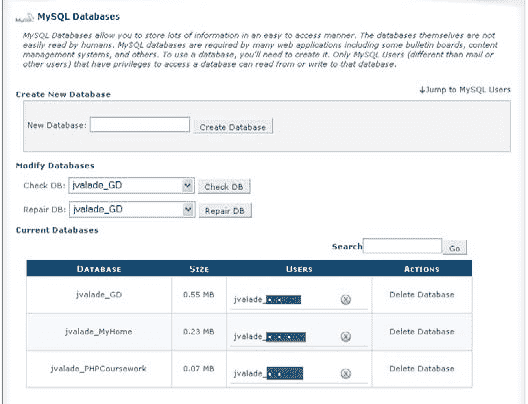 MySQL Databases
MySQL Databases allow you to store lots of information in an easy to access manner. The databases themselves are not
easily read by humans. MySQL databases are required by many web applications including some bulletin boards, content
management systems, and others. To use a database, you'll need to create it. Only MySQL Users (different than mail or
other users) that have privileges to access a database can read from or write to that database.
↓Jump to MySQL Users
Create New Database
New Database: Create Database
Modify Databases
Check DB: jvalade_GD Check DB
Repair DB: jvalade_GD Repair DB
Current Databases
Search Go
DATABASE SIZE USERS ACTIONS
jvalade_GD 0.55 MB jvalade_ Delete Database
jvalade_MyHome 0.23 MB jvalade_ Delete Database
jvalade_PHPCoursework 0.07 MB jvalade_ Delete Database